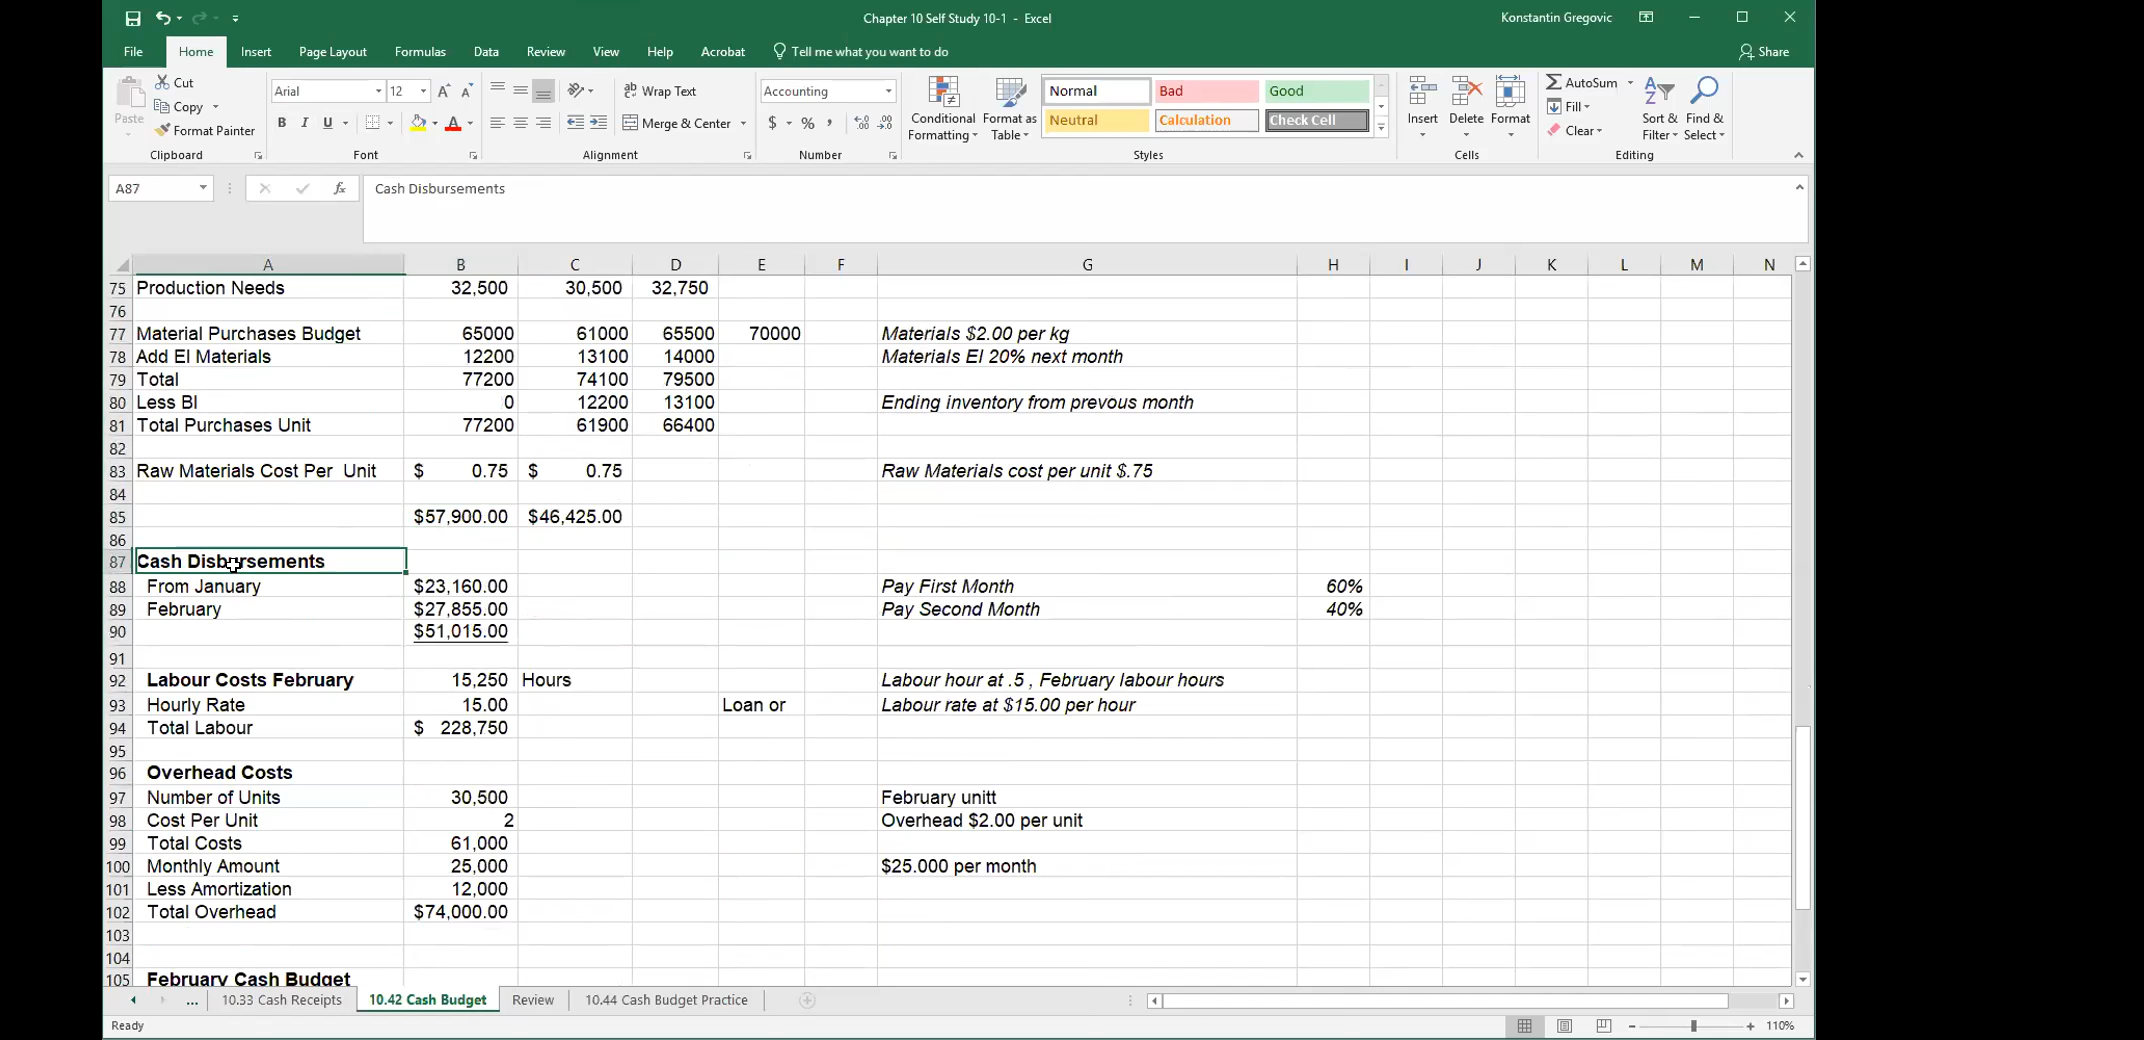 Chapter 10 Self Study 10-1 - Excel
Konstantin Gregovic
File Home Insert Page Layout Formulas Data Review View Help Acrobat Tell me what you want to do Share
Paste
Cut
Copy
Format Painter
Clipboard
Arial 12
B I U
Font
Wrap Text
Merge & Center
Alignment
Accounting
$ % ,
Number
Conditional Formatting
Format as Table
Normal Bad Good
Neutral Calculation Check Cell
Styles
Insert Delete Format
Cells
AutoSum
Fill
Clear
Sort & Filter
Find & Select
Editing
A87 fx Cash Disbursements
A B C D E F G H I J K L M N
75 Production Needs 32,500 30,500 32,750
76
77 Material Purchases Budget 65000 61000 65500 70000 Materials $2.00 per kg
78 Add EI Materials 12200 13100 14000 Materials EI 20% next month
79 Total 77200 74100 79500
80 Less BI 0 12200 13100 Ending inventory from prevous month
81 Total Purchases Unit 77200 61900 66400
82
83 Raw Materials Cost Per Unit $ 0.75 $ 0.75 Raw Materials cost per unit $.75
84
85 $57,900.00 $46,425.00
86
87 Cash Disbursements
88 From January $23,160.00 Pay First Month 60%
89 February $27,855.00 Pay Second Month 40%
90 $51,015.00
91
92 Labour Costs February 15,250 Hours Labour hour at .5 , February labour hours
93 Hourly Rate 15.00 Loan or Labour rate at $15.00 per hour
94 Total Labour $ 228,750
95
96 Overhead Costs
97 Number of Units 30,500 February unitt
98 Cost Per Unit 2 Overhead $2.00 per unit
99 Total Costs 61,000
100 Monthly Amount 25,000 $25.000 per month
101 Less Amortization 12,000
102 Total Overhead $74,000.00
103
104
105 February Cash Budget
... 10.33 Cash Receipts 10.42 Cash Budget Review 10.44 Cash Budget Practice
Ready 110%